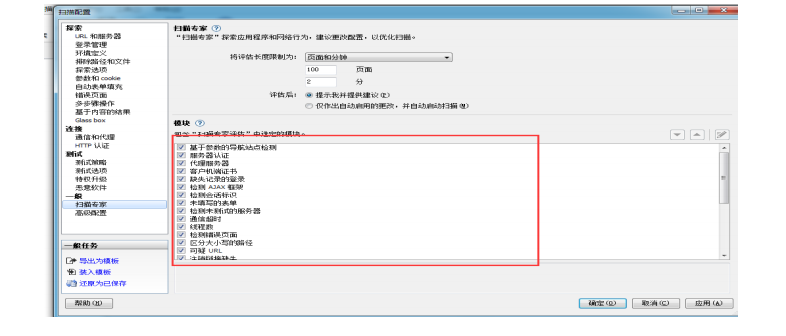 扫描配置
探索
URL 和服务器
登录管理
环境定义
排除路径和文件
探索选项
参数和 cookie
自动表单填充
错误页面
多步骤操作
基于内容的结果
Glass box
连接
通信和代理
HTTP 认证
测试
测试策略
测试选项
特权升级
恶意软件
一般
扫描专家
高级配置
一般任务
导出为模板
装入模板
还原为已保存
扫描专家
“扫描专家”探索应用程序和网络行为，建议更改配置，以优化扫描。
将评估长度限制为： 页面和分钟
100 页面
2 分
评估后： 提示我并提供建议(E)
仅作出自动启用的更改，并自动启动扫描(W)
模块
包含“扫描专家评估”中选定的模块。
基于参数的导航站点检测
服务器认证
代理服务器
客户机端证书
缺失记录的登录
检测 AJAX 框架
检测会话标识
未填写的表单
检测未测试的服务器
通信超时
线程数
检测错误页面
区分大小写的路径
可疑 URL
帮助(H)
确定(O) 取消(C) 应用(A)